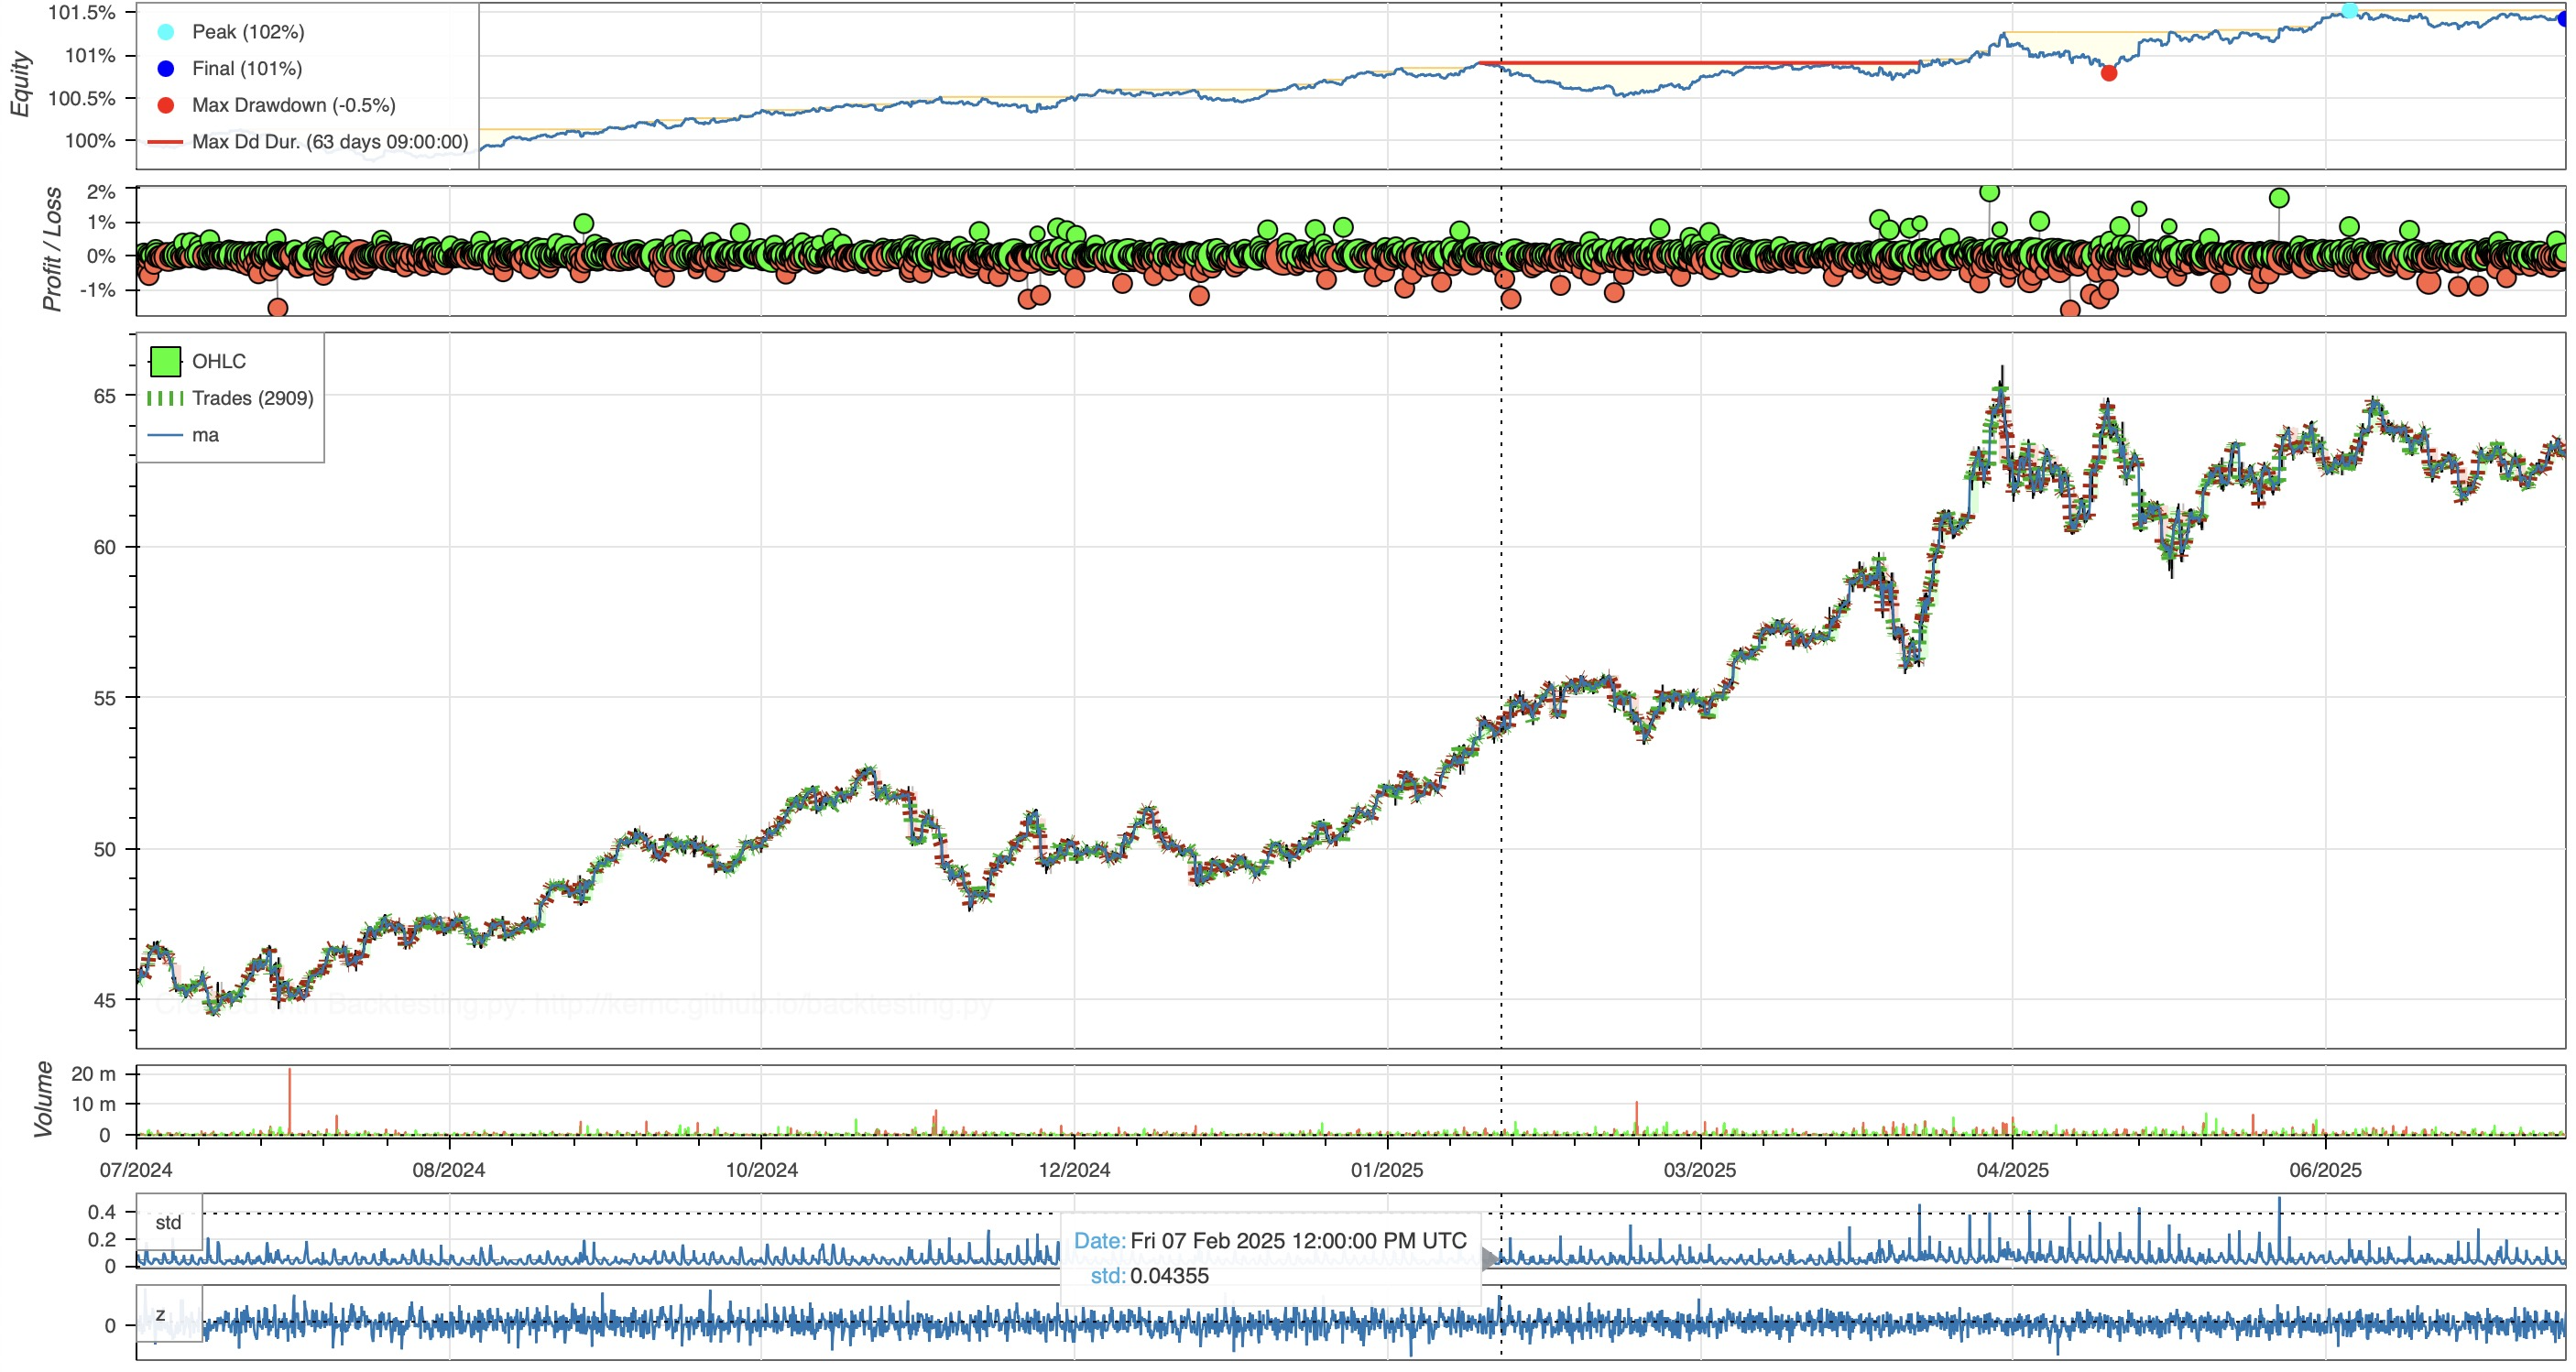 Equity
101.5%
101%
100.5%
100%
Peak (102%)
Final (101%)
Max Drawdown (-0.5%)
Max Dd Dur. (63 days 09:00:00)
Profit / Loss
2%
1%
0%
-1%
OHLC
Trades (2909)
ma
65
60
55
50
45
Created with Backtesting.py: http://kernc.github.io/backtesting.py
Volume
20 m
10 m
0
07/2024
08/2024
10/2024
12/2024
01/2025
03/2025
04/2025
06/2025
std
0.4
0.2
0
Date: Fri 07 Feb 2025 12:00:00 PM UTC
std: 0.04355
z
0